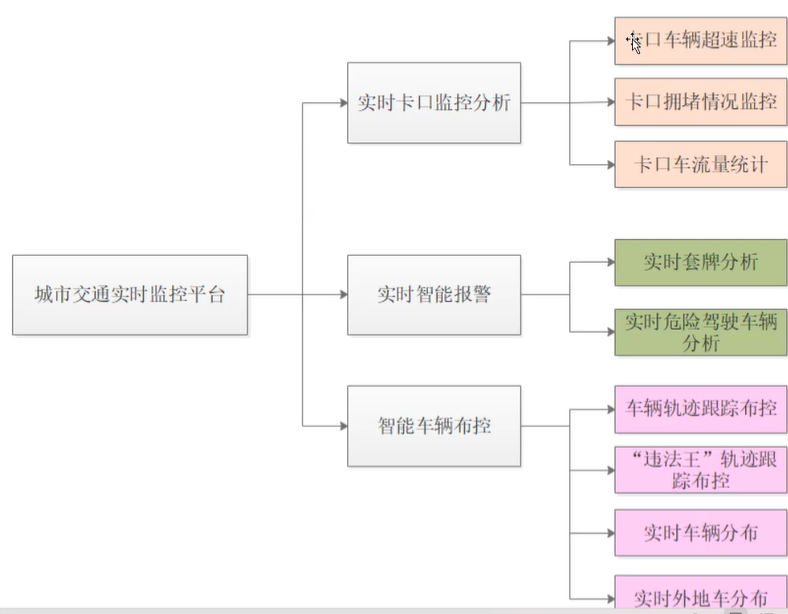 城市交通实时监控平台
实时卡口监控分析
卡口车辆超速监控
卡口拥堵情况监控
卡口车流量统计
实时智能报警
实时套牌分析
实时危险驾驶车辆
分析
智能车辆布控
车辆轨迹跟踪布控
“违法王”轨迹跟
踪布控
实时车辆分布
实时外地车分布